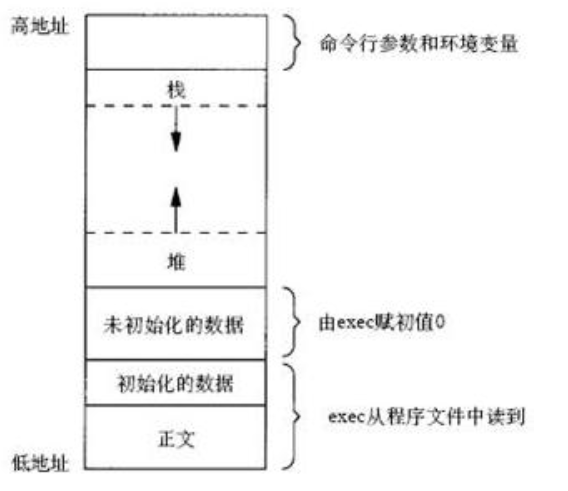 高地址
命令行参数和环境变量
栈
堆
未初始化的数据
由exec赋初值0
初始化的数据
exec从程序文件中读到
正文
低地址